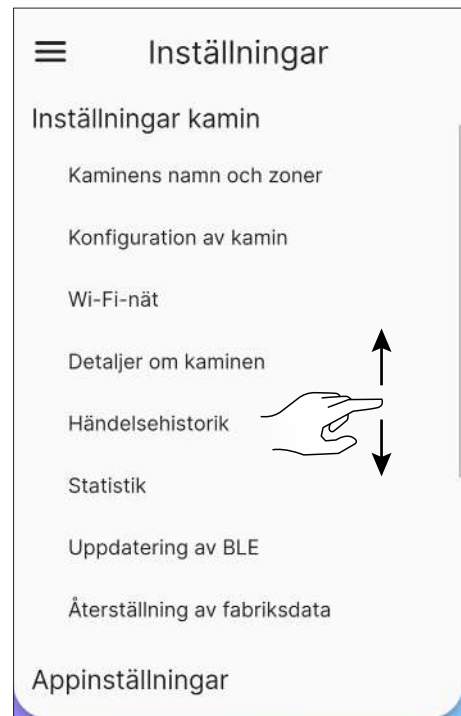 Inställningar
Inställningar kamin
Kaminens namn och zoner
Konfiguration av kamin
Wi-Fi-nät
Detaljer om kaminen
Händelsehistorik
Statistik
Uppdatering av BLE
Återställning av fabriksdata
Appinställningar